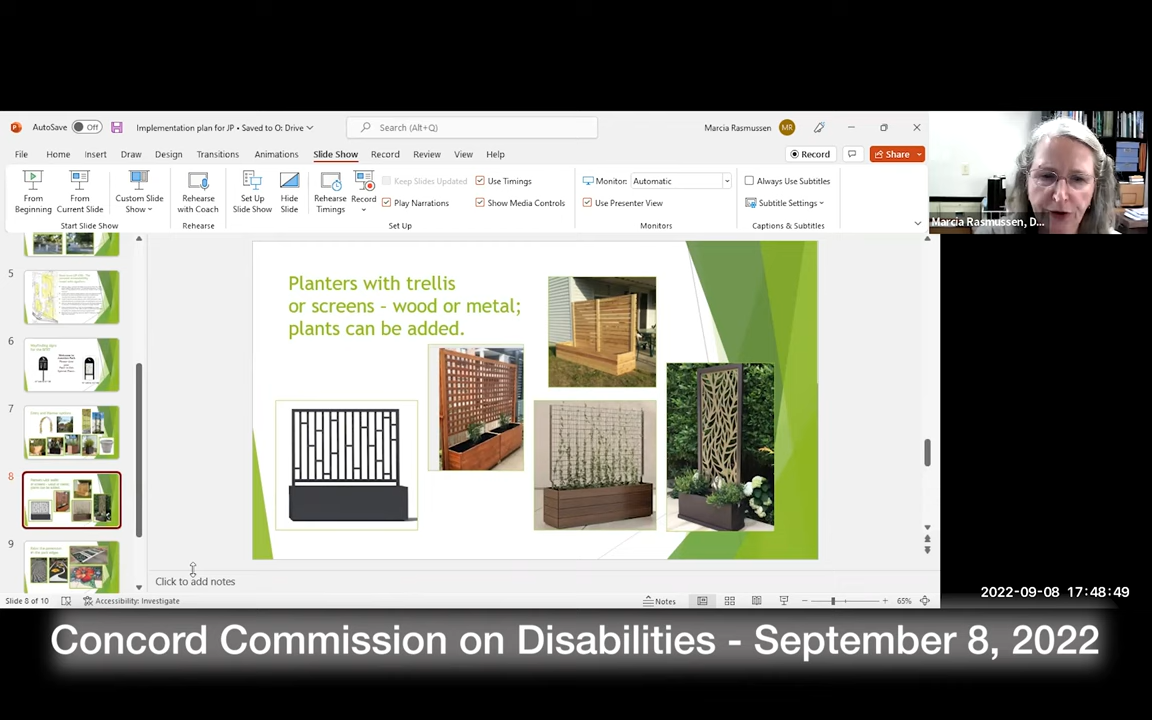 AutoSave Off Implementation plan for JP • Saved to O: Drive Search (Alt+Q) Marcia Rasmussen MR
File Home Insert Draw Design Transitions Animations Slide Show Record Review View Help Record Share
From Beginning
From Current Slide
Custom Slide Show
Start Slide Show
Rehearse with Coach
Rehearse
Set Up Slide Show
Hide Slide
Rehearse Timings
Record
Keep Slides Updated
Play Narrations
Use Timings
Show Media Controls
Set Up
Monitor: Automatic
Use Presenter View
Monitors
Always Use Subtitles
Subtitle Settings
Captions & Subtitles
Marcia Rasmussen, D...
5
6
7
8
9
Planters with trellis
or screens - wood or metal;
plants can be added.
Click to add notes
Slide 8 of 10 Accessibility: Investigate Notes 65%
2022-09-08 17:48:49
Concord Commission on Disabilities - September 8, 2022